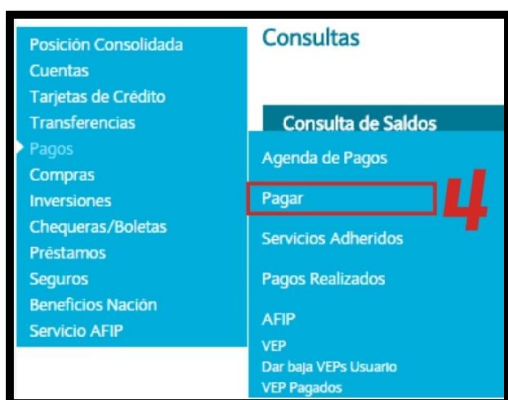 Posición Consolidada
Cuentas
Tarjetas de Crédito
Transferencias
Pagos
Compras
Inversiones
Chequeras/Boletas
Préstamos
Seguros
Beneficios Nación
Servicio AFIP
Consultas
Consulta de Saldos
Agenda de Pagos
Pagar
4
Servicios Adheridos
Pagos Realizados
AFIP
VEP
Dar baja VEPs Usuario
VEP Pagados